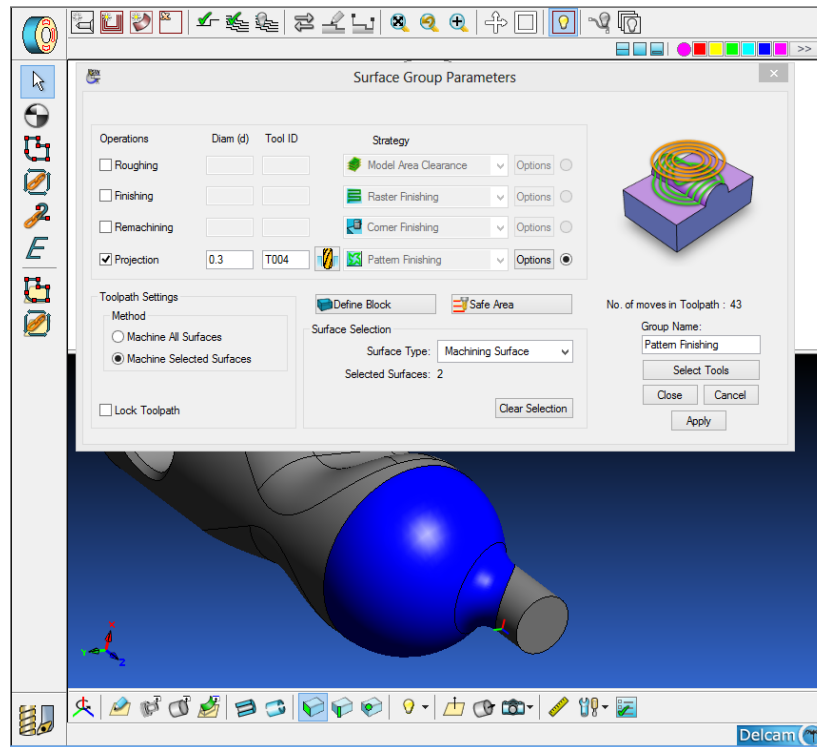 >>
Surface Group Parameters
Operations Diam (d) Tool ID Strategy
Roughing Model Area Clearance Options
Finishing Raster Finishing Options
Remachining Corner Finishing Options
Projection 0.3 T004 Pattern Finishing Options
Toolpath Settings
Method
Machine All Surfaces
Machine Selected Surfaces
Lock Toolpath
Define Block Safe Area
Surface Selection
Surface Type: Machining Surface
Selected Surfaces: 2
Clear Selection
No. of moves in Toolpath : 43
Group Name:
Pattern Finishing
Select Tools
Close Cancel
Apply
Y Z
Delcam